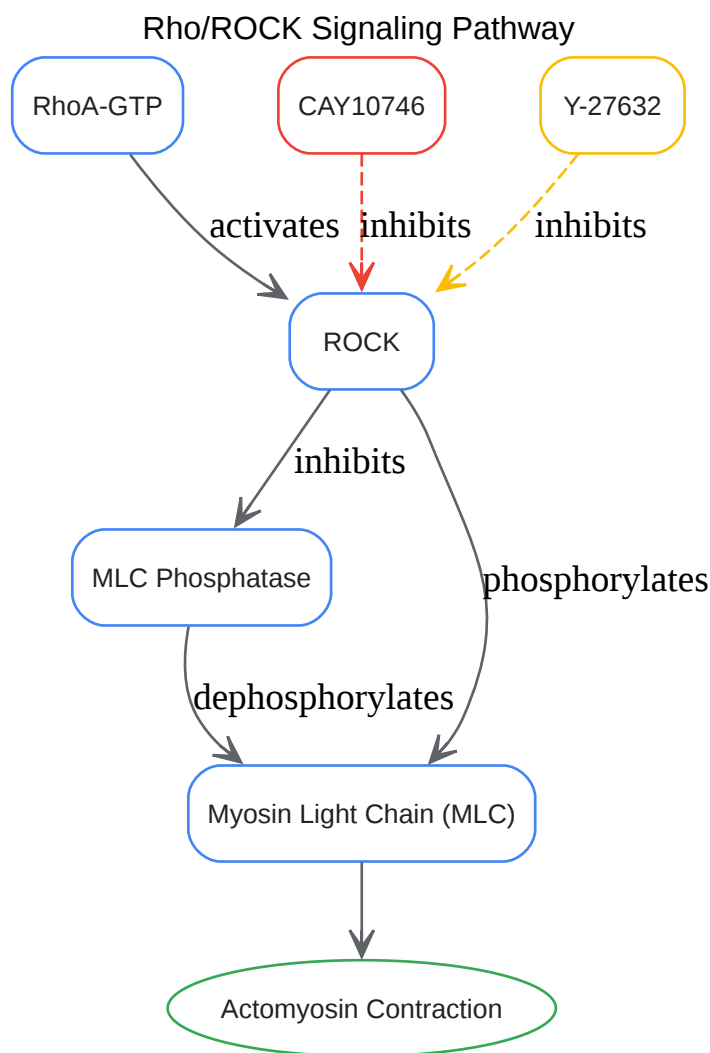 Rho/ROCK Signaling Pathway
RhoA-GTP
CAY10746
Y-27632
activates
inhibits
inhibits
ROCK
inhibits
MLC Phosphatase
phosphorylates
dephosphorylates
Myosin Light Chain (MLC)
Actomyosin Contraction